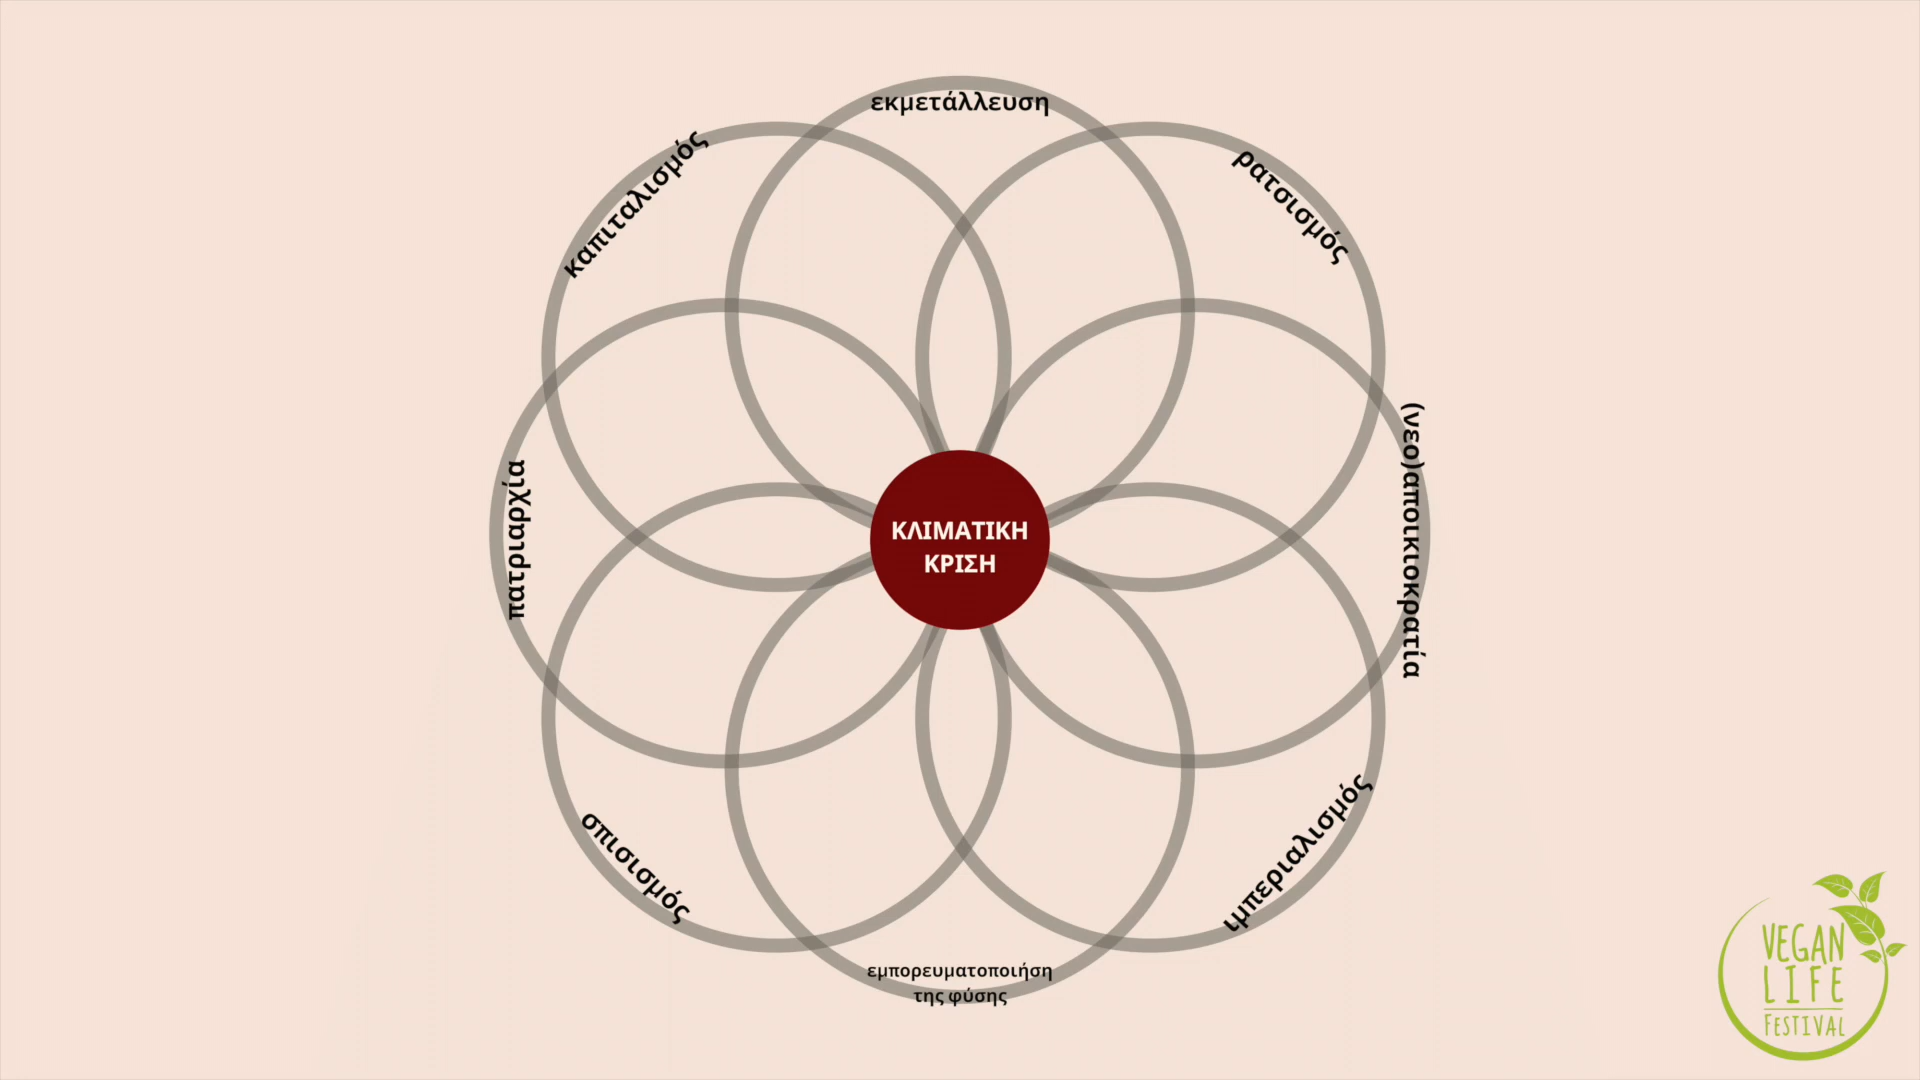 εκμετάλλευση
ρατσισμός
(νεο)αποικιοκρατία
ιμπεριαλισμός
εμπορευματοποιήση
της φύσης
σπισισμός
πατριαρχία
καπιταλισμός
ΚΛΙΜΑΤΙΚΗ
ΚΡΙΣΗ
VEGAN
LIFE
FESTIVAL